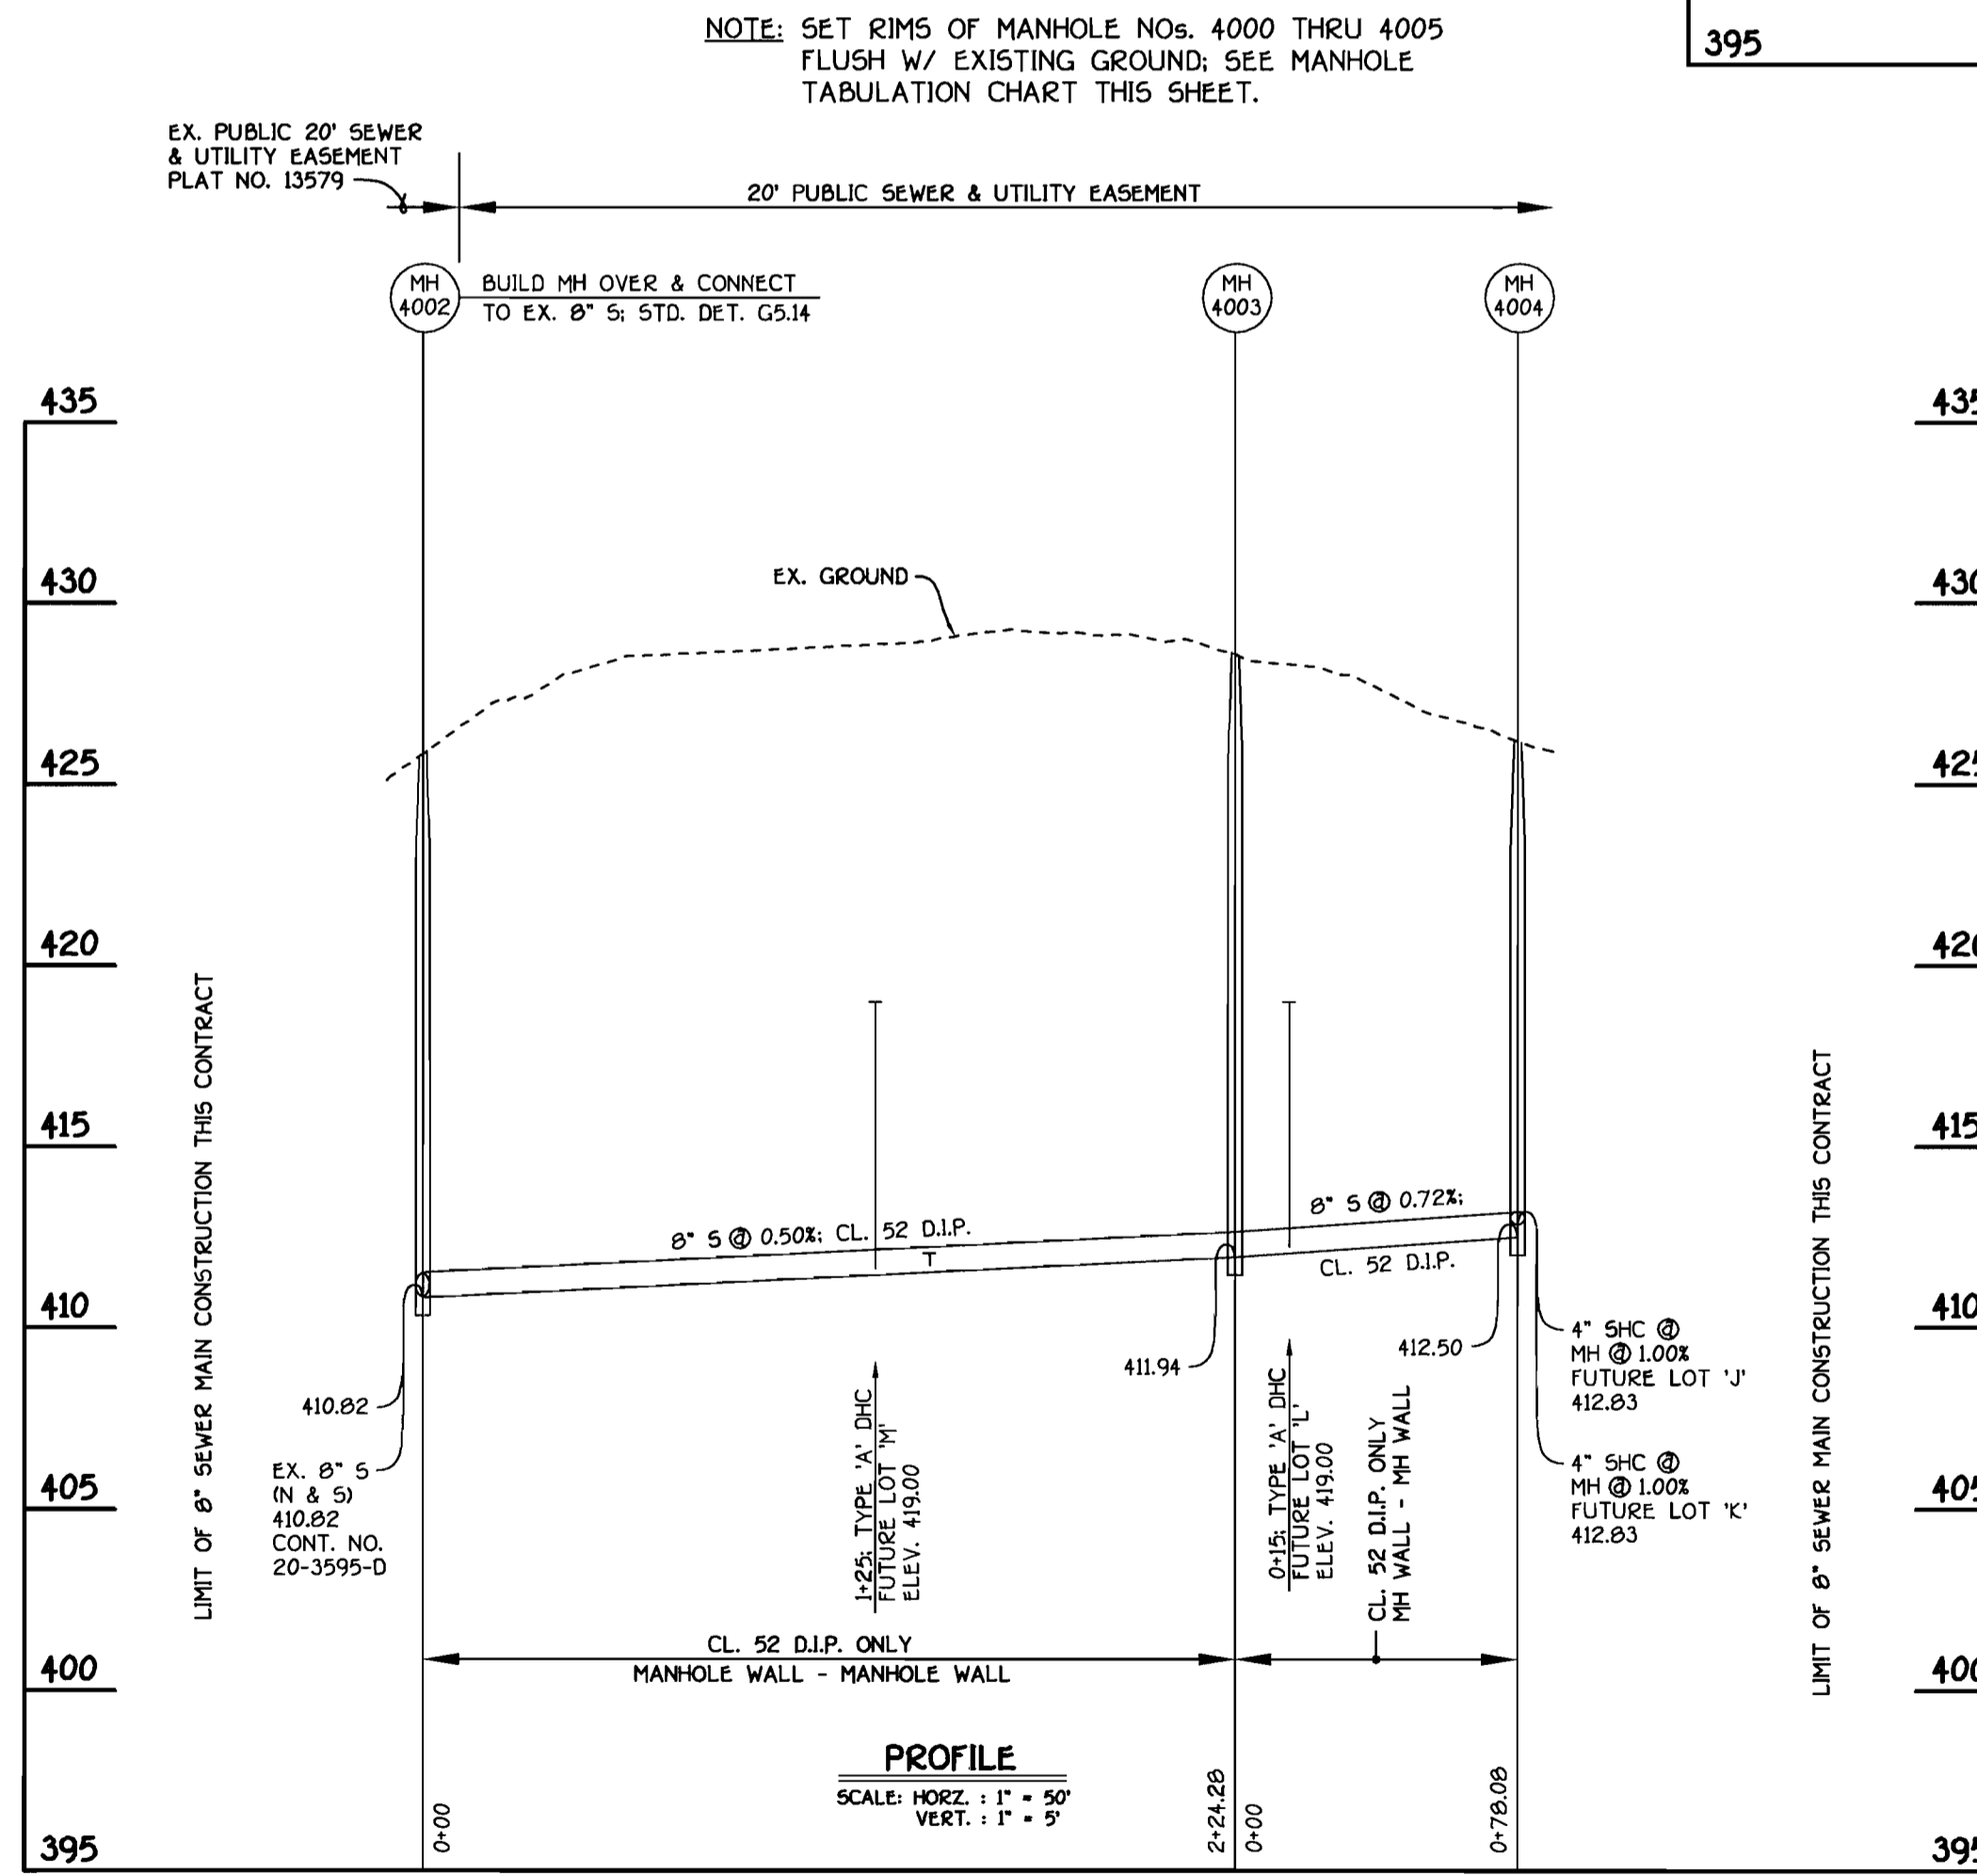 NOTE: SET RIMS OF MANHOLE NOs. 4000 THRU 4005
FLUSH W/ EXISTING GROUND; SEE MANHOLE
TABULATION CHART THIS SHEET.
395
EX. PUBLIC 20' SEWER
& UTILITY EASEMENT
PLAT NO. 13579
20' PUBLIC SEWER & UTILITY EASEMENT
MH
4002
BUILD MH OVER & CONNECT
TO EX. 8" S; STD. DET. G5.14
MH
4003
MH
4004
435
430
425
420
415
410
405
400
395
EX. GROUND
LIMIT OF 8" SEWER MAIN CONSTRUCTION THIS CONTRACT
8" S @ 0.50%; CL. 52 D.I.P.
T
8" S @ 0.72%;
CL. 52 D.I.P.
410.82
EX. 8" S
(N & S)
410.82
CONT. NO.
20-3595-D
411.94
412.50
1+25; TYPE 'A' DHC
FUTURE LOT 'M'
ELEV. 419.00
0+15; TYPE 'A' DHC
FUTURE LOT 'L'
ELEV. 419.00
CL. 52 D.I.P. ONLY
MH WALL - MH WALL
4" SHC @
MH @ 1.00%
FUTURE LOT 'J'
412.83
4" SHC @
MH @ 1.00%
FUTURE LOT 'K'
412.83
CL. 52 D.I.P. ONLY
MANHOLE WALL - MANHOLE WALL
PROFILE
SCALE: HORZ. : 1" = 50'
VERT. : 1" = 5'
0+00
2+24.28
0+00
0+78.08
LIMIT OF 8" SEWER MAIN CONSTRUCTION THIS CONTRACT
435
430
425
420
415
410
405
400
395